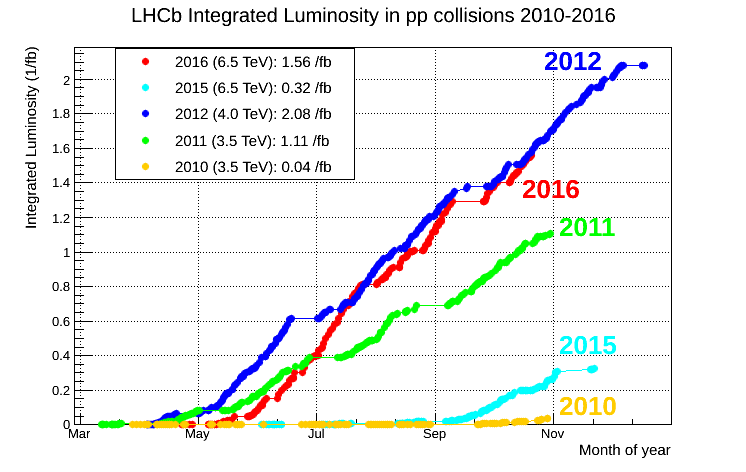 LHCb Integrated Luminosity in pp collisions 2010-2016
Integrated Luminosity (1/fb)
2016 (6.5 TeV): 1.56 /fb
2015 (6.5 TeV): 0.32 /fb
2012 (4.0 TeV): 2.08 /fb
2011 (3.5 TeV): 1.11 /fb
2010 (3.5 TeV): 0.04 /fb
2012
2016
2011
2015
2010
2
1.8
1.6
1.4
1.2
1
0.8
0.6
0.4
0.2
0
Mar May Jul Sep Nov
Month of year